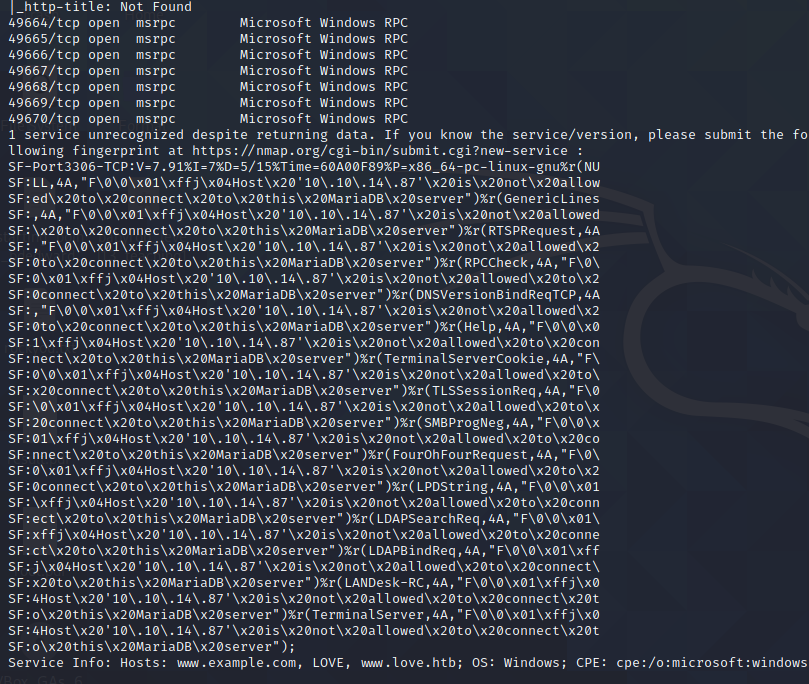 |_http-title: Not Found
49664/tcp open  msrpc        Microsoft Windows RPC
49665/tcp open  msrpc        Microsoft Windows RPC
49666/tcp open  msrpc        Microsoft Windows RPC
49667/tcp open  msrpc        Microsoft Windows RPC
49668/tcp open  msrpc        Microsoft Windows RPC
49669/tcp open  msrpc        Microsoft Windows RPC
49670/tcp open  msrpc        Microsoft Windows RPC
1 service unrecognized despite returning data. If you know the service/version, please submit the fo
llowing fingerprint at https://nmap.org/cgi-bin/submit.cgi?new-service :
SF-Port3306-TCP:V=7.91%I=7%D=5/15%Time=60A00F89%P=x86_64-pc-linux-gnu%r(NU
SF:LL,4A,"F\0\0\x01\xffj\x04Host\x20'10\.10\.14\.87'\x20is\x20not\x20allow
SF:ed\x20to\x20connect\x20to\x20this\x20MariaDB\x20server")%r(GenericLines
SF:,4A,"F\0\0\x01\xffj\x04Host\x20'10\.10\.14\.87'\x20is\x20not\x20allowed
SF:\x20to\x20connect\x20to\x20this\x20MariaDB\x20server")%r(RTSPRequest,4A
SF:,"F\0\0\x01\xffj\x04Host\x20'10\.10\.14\.87'\x20is\x20not\x20allowed\x2
SF:0to\x20connect\x20to\x20this\x20MariaDB\x20server")%r(RPCCheck,4A,"F\0\
SF:0\x01\xffj\x04Host\x20'10\.10\.14\.87'\x20is\x20not\x20allowed\x20to\x2
SF:0connect\x20to\x20this\x20MariaDB\x20server")%r(DNSVersionBindReqTCP,4A
SF:,"F\0\0\x01\xffj\x04Host\x20'10\.10\.14\.87'\x20is\x20not\x20allowed\x2
SF:0to\x20connect\x20to\x20this\x20MariaDB\x20server")%r(Help,4A,"F\0\0\x0
SF:1\xffj\x04Host\x20'10\.10\.14\.87'\x20is\x20not\x20allowed\x20to\x20con
SF:nect\x20to\x20this\x20MariaDB\x20server")%r(TerminalServerCookie,4A,"F\
SF:0\0\x01\xffj\x04Host\x20'10\.10\.14\.87'\x20is\x20not\x20allowed\x20to\
SF:x20connect\x20to\x20this\x20MariaDB\x20server")%r(TLSSessionReq,4A,"F\0
SF:\0\x01\xffj\x04Host\x20'10\.10\.14\.87'\x20is\x20not\x20allowed\x20to\x
SF:20connect\x20to\x20this\x20MariaDB\x20server")%r(SMBProgNeg,4A,"F\0\0\x
SF:01\xffj\x04Host\x20'10\.10\.14\.87'\x20is\x20not\x20allowed\x20to\x20co
SF:nnect\x20to\x20this\x20MariaDB\x20server")%r(FourOhFourRequest,4A,"F\0\
SF:0\x01\xffj\x04Host\x20'10\.10\.14\.87'\x20is\x20not\x20allowed\x20to\x2
SF:0connect\x20to\x20this\x20MariaDB\x20server")%r(LPDString,4A,"F\0\0\x01
SF:\xffj\x04Host\x20'10\.10\.14\.87'\x20is\x20not\x20allowed\x20to\x20conn
SF:ect\x20to\x20this\x20MariaDB\x20server")%r(LDAPSearchReq,4A,"F\0\0\x01\
SF:xffj\x04Host\x20'10\.10\.14\.87'\x20is\x20not\x20allowed\x20to\x20conne
SF:ct\x20to\x20this\x20MariaDB\x20server")%r(LDAPBindReq,4A,"F\0\0\x01\xff
SF:j\x04Host\x20'10\.10\.14\.87'\x20is\x20not\x20allowed\x20to\x20connect\
SF:x20to\x20this\x20MariaDB\x20server")%r(LANDesk-RC,4A,"F\0\0\x01\xffj\x0
SF:4Host\x20'10\.10\.14\.87'\x20is\x20not\x20allowed\x20to\x20connect\x20t
SF:o\x20this\x20MariaDB\x20server")%r(TerminalServer,4A,"F\0\0\x01\xffj\x0
SF:4Host\x20'10\.10\.14\.87'\x20is\x20not\x20allowed\x20to\x20connect\x20t
SF:o\x20this\x20MariaDB\x20server");
Service Info: Hosts: www.example.com, LOVE, www.love.htb; OS: Windows; CPE: cpe:/o:microsoft:windows